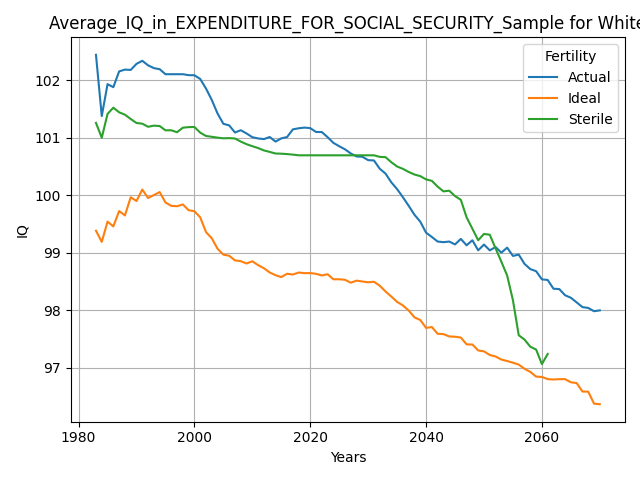 Average_IQ_in_EXPENDITURE_FOR_SOCIAL_SECURITY_Sample for White
Fertility
Actual
Ideal
Sterile
102
101
100
99
98
97
IQ
1980
2000
2020
2040
2060
Years